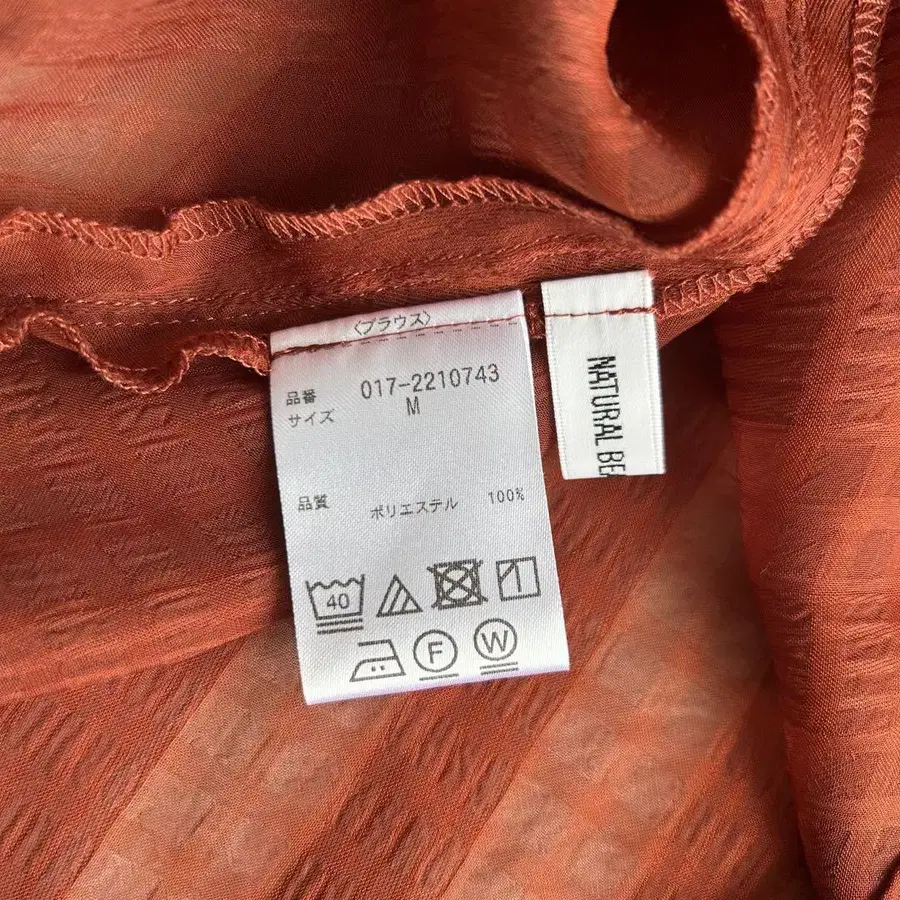 〈ブラウス〉
品番 017-2210743
サイズ M
品質 ポリエステル 100%
40
F W
NATURAL BEA